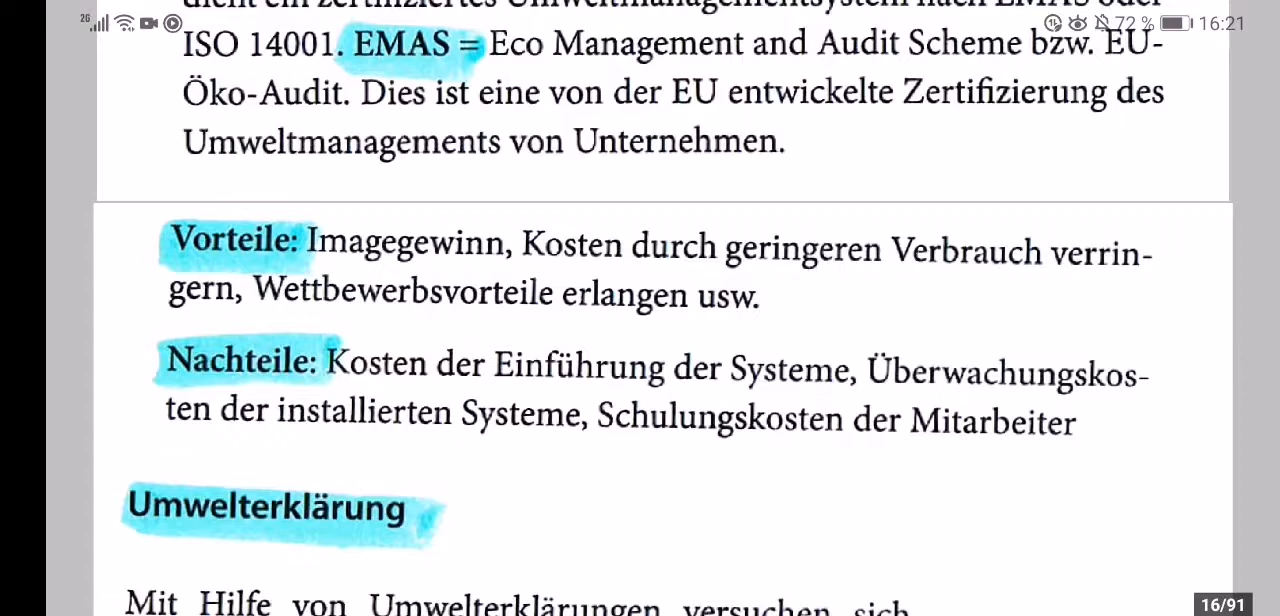 2G 72 % 16:21
ISO 14001. EMAS = Eco Management and Audit Scheme bzw. EU-
Öko-Audit. Dies ist eine von der EU entwickelte Zertifizierung des
Umweltmanagements von Unternehmen.
Vorteile: Imagegewinn, Kosten durch geringeren Verbrauch verrin-
gern, Wettbewerbsvorteile erlangen usw.
Nachteile: Kosten der Einführung der Systeme, Überwachungskos-
ten der installierten Systeme, Schulungskosten der Mitarbeiter
Umwelterklärung
Mit Hilfe von Umwelterklärungen versuchen sich
16/91